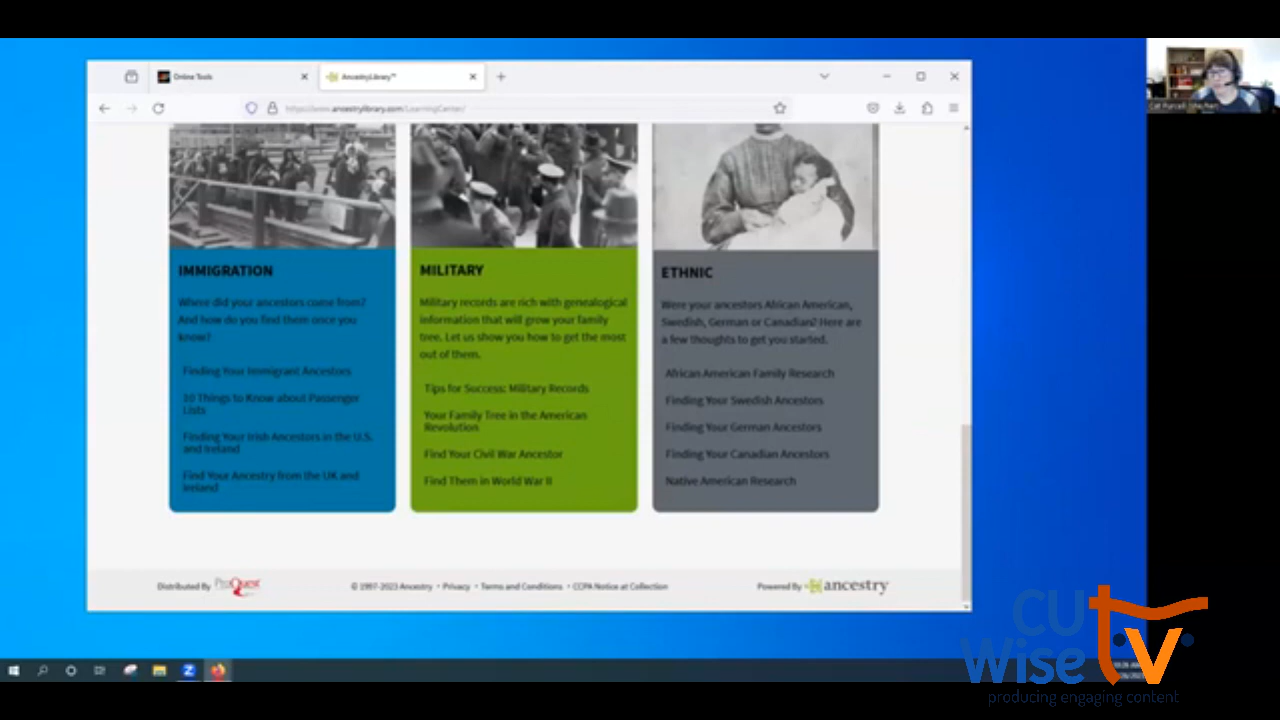 Online Tools
AncestryLibrary™
https://www.ancestrylibrary.com/LearningCenter/
IMMIGRATION
Where did your ancestors come from?
And how do you find them once you
know?
Finding Your Immigrant Ancestors
10 Things to Know about Passenger
Lists
Finding Your Irish Ancestors in the U.S.
and Ireland
Find Your Ancestry from the UK and
Ireland
MILITARY
Military records are rich with genealogical
information that will grow your family
tree. Let us show you how to get the most
out of them.
Tips for Success: Military Records
Your Family Tree in the American
Revolution
Find Your Civil War Ancestor
Find Them in World War II
ETHNIC
Were your ancestors African American,
Swedish, German or Canadian? Here are
a few thoughts to get you started.
African American Family Research
Finding Your Swedish Ancestors
Finding Your German Ancestors
Finding Your Canadian Ancestors
Native American Research
Distributed By ProQuest
© 1997-2023 Ancestry • Privacy • Terms and Conditions • CCPA Notice at Collection
Powered By ancestry
CU
Wise tv
producing engaging content